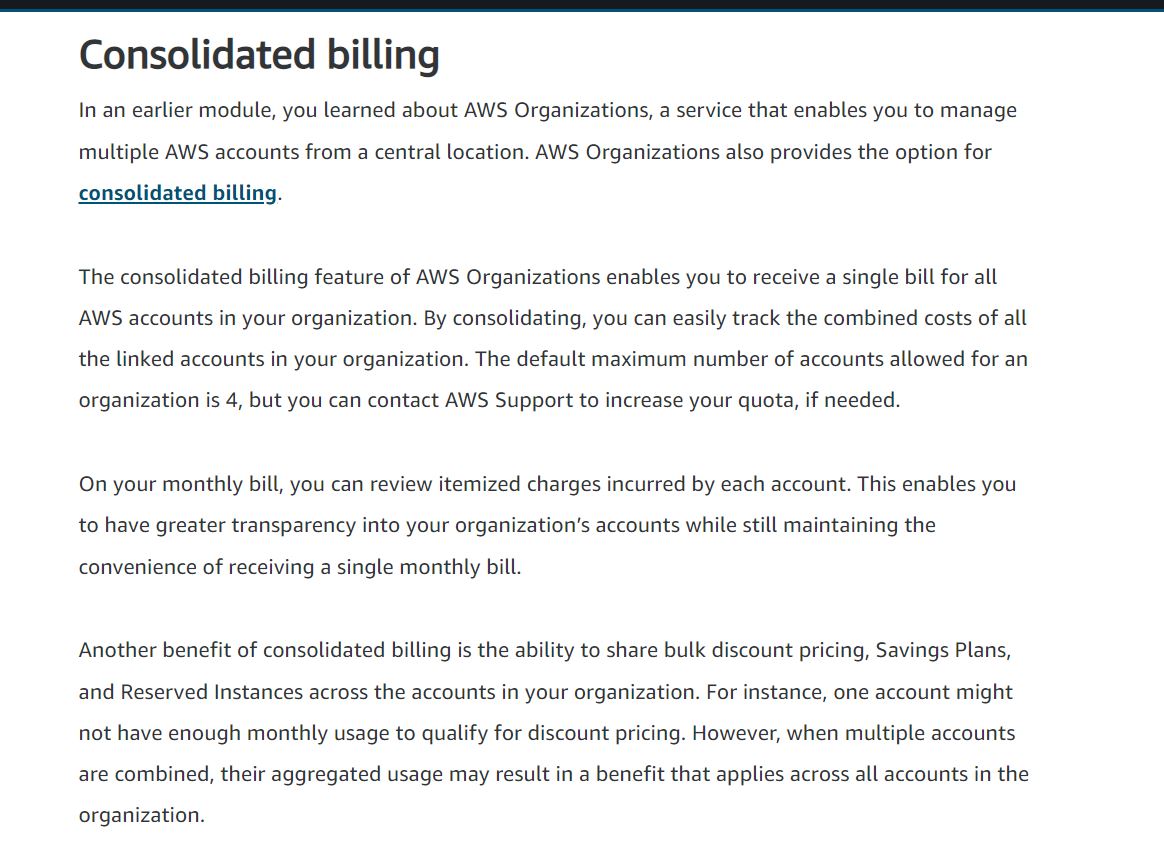 Consolidated billing
In an earlier module, you learned about AWS Organizations, a service that enables you to manage
multiple AWS accounts from a central location. AWS Organizations also provides the option for
consolidated billing.
The consolidated billing feature of AWS Organizations enables you to receive a single bill for all
AWS accounts in your organization. By consolidating, you can easily track the combined costs of all
the linked accounts in your organization. The default maximum number of accounts allowed for an
organization is 4, but you can contact AWS Support to increase your quota, if needed.
On your monthly bill, you can review itemized charges incurred by each account. This enables you
to have greater transparency into your organization’s accounts while still maintaining the
convenience of receiving a single monthly bill.
Another benefit of consolidated billing is the ability to share bulk discount pricing, Savings Plans,
and Reserved Instances across the accounts in your organization. For instance, one account might
not have enough monthly usage to qualify for discount pricing. However, when multiple accounts
are combined, their aggregated usage may result in a benefit that applies across all accounts in the
organization.